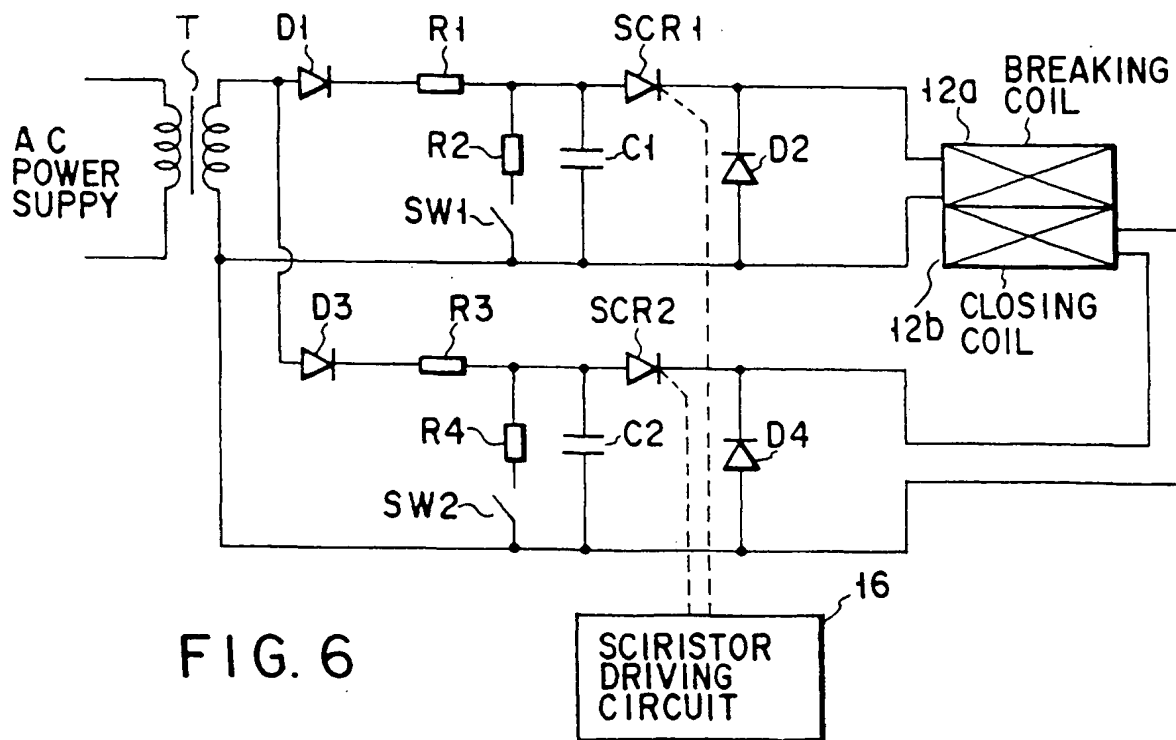 T
D1
R1
SCR1
BREAKING
COIL
12a
AC
POWER
SUPPY
R2
C1
D2
SW1
D3
R3
SCR2
12b
CLOSING
COIL
R4
C2
D4
SW2
16
FIG. 6
SCIRISTOR
DRIVING
CIRCUIT